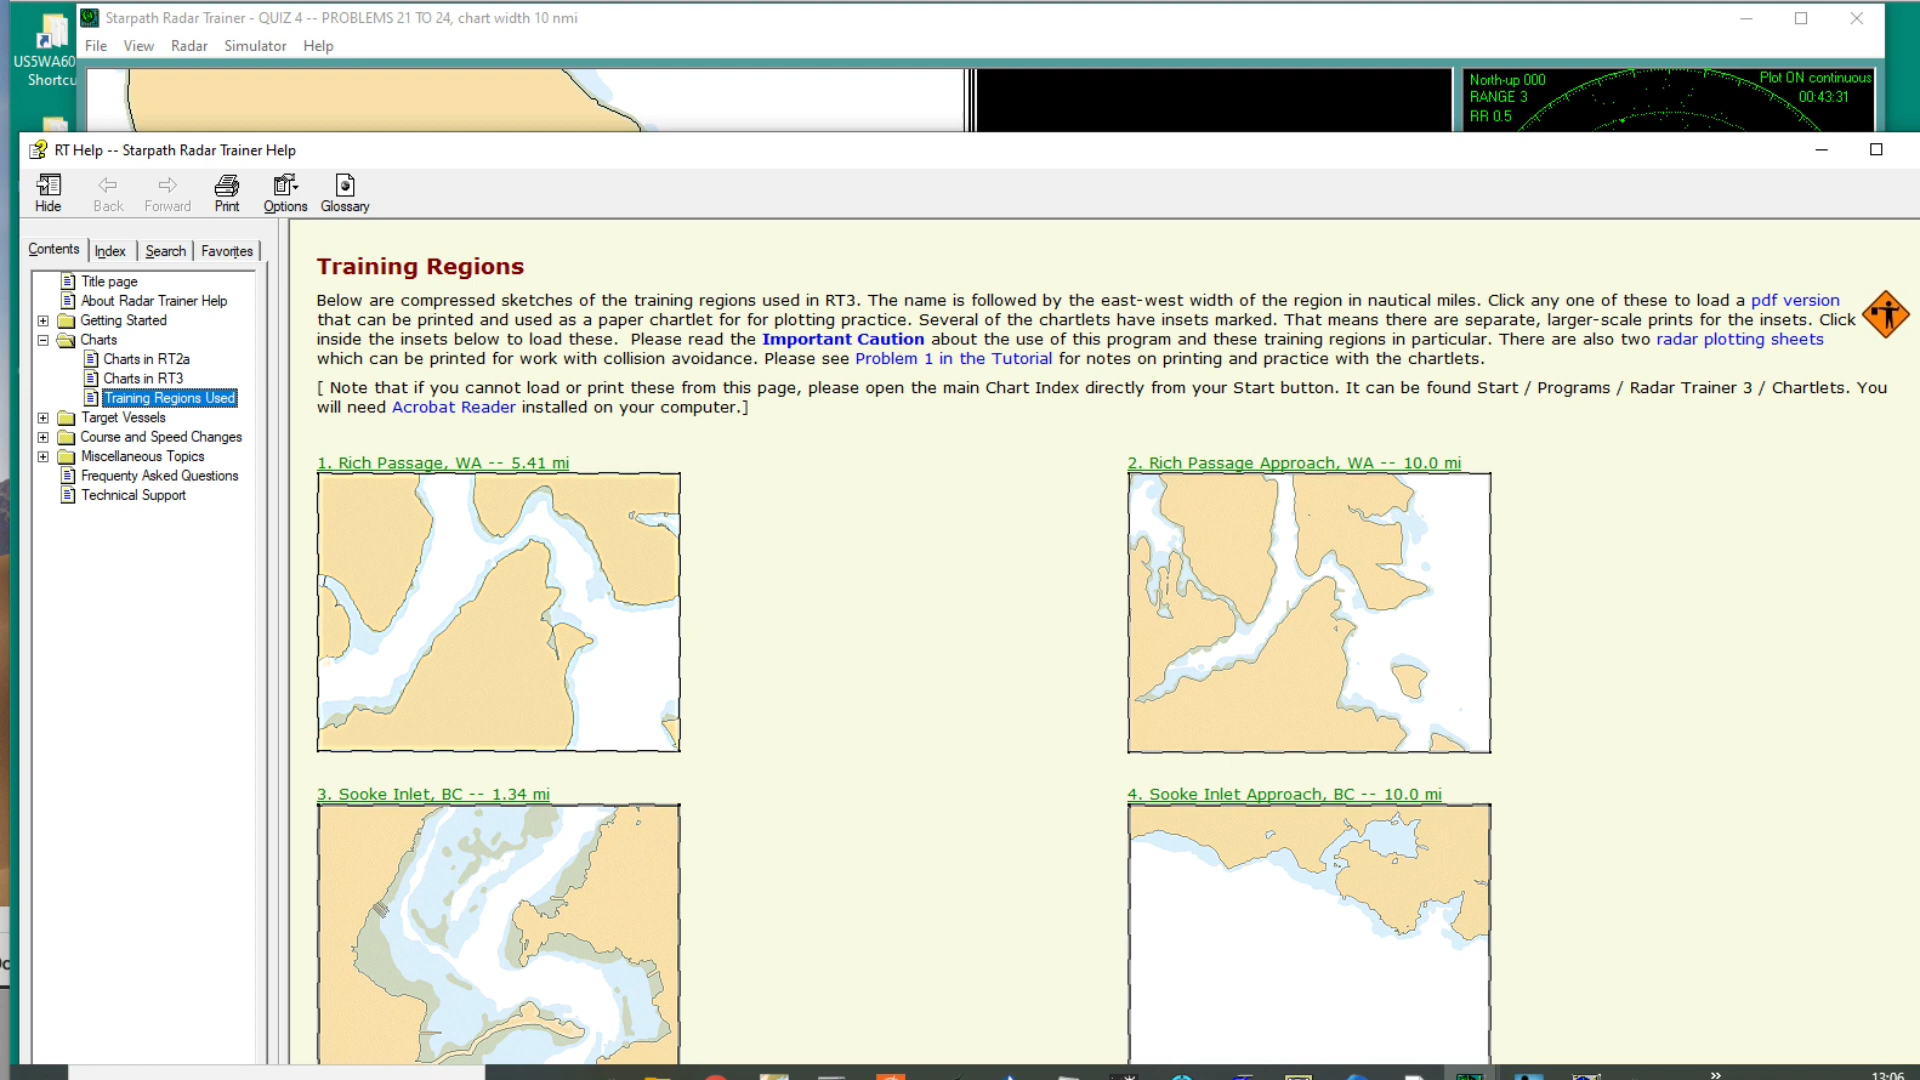 US5WA60
Shortcu
Starpath Radar Trainer - QUIZ 4 -- PROBLEMS 21 TO 24, chart width 10 nmi
File View Radar Simulator Help
North-up 000
RANGE 3
RR 0.5
Plot ON continuous
00:43:31
RT Help -- Starpath Radar Trainer Help
Hide Back Forward Print Options Glossary
Contents Index Search Favorites
Title page
About Radar Trainer Help
Getting Started
Charts
Charts in RT2a
Charts in RT3
Training Regions Used
Target Vessels
Course and Speed Changes
Miscellaneous Topics
Frequenty Asked Questions
Technical Support
Training Regions
Below are compressed sketches of the training regions used in RT3. The name is followed by the east-west width of the region in nautical miles. Click any one of these to load a pdf version
that can be printed and used as a paper chartlet for for plotting practice. Several of the chartlets have insets marked. That means there are separate, larger-scale prints for the insets. Click
inside the insets below to load these. Please read the Important Caution about the use of this program and these training regions in particular. There are also two radar plotting sheets
which can be printed for work with collision avoidance. Please see Problem 1 in the Tutorial for notes on printing and practice with the chartlets.
[ Note that if you cannot load or print these from this page, please open the main Chart Index directly from your Start button. It can be found Start / Programs / Radar Trainer 3 / Chartlets. You
will need Acrobat Reader installed on your computer.]
1. Rich Passage, WA -- 5.41 mi
2. Rich Passage Approach, WA -- 10.0 mi
3. Sooke Inlet, BC -- 1.34 mi
4. Sooke Inlet Approach, BC -- 10.0 mi
13:06